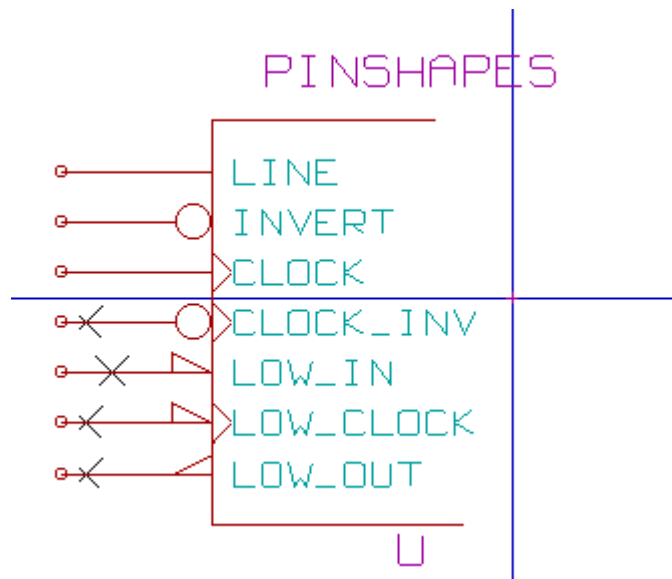 PINSHAPES
LINE
INVERT
CLOCK
CLOCK_INV
LOW_IN
LOW_CLOCK
LOW_OUT
U